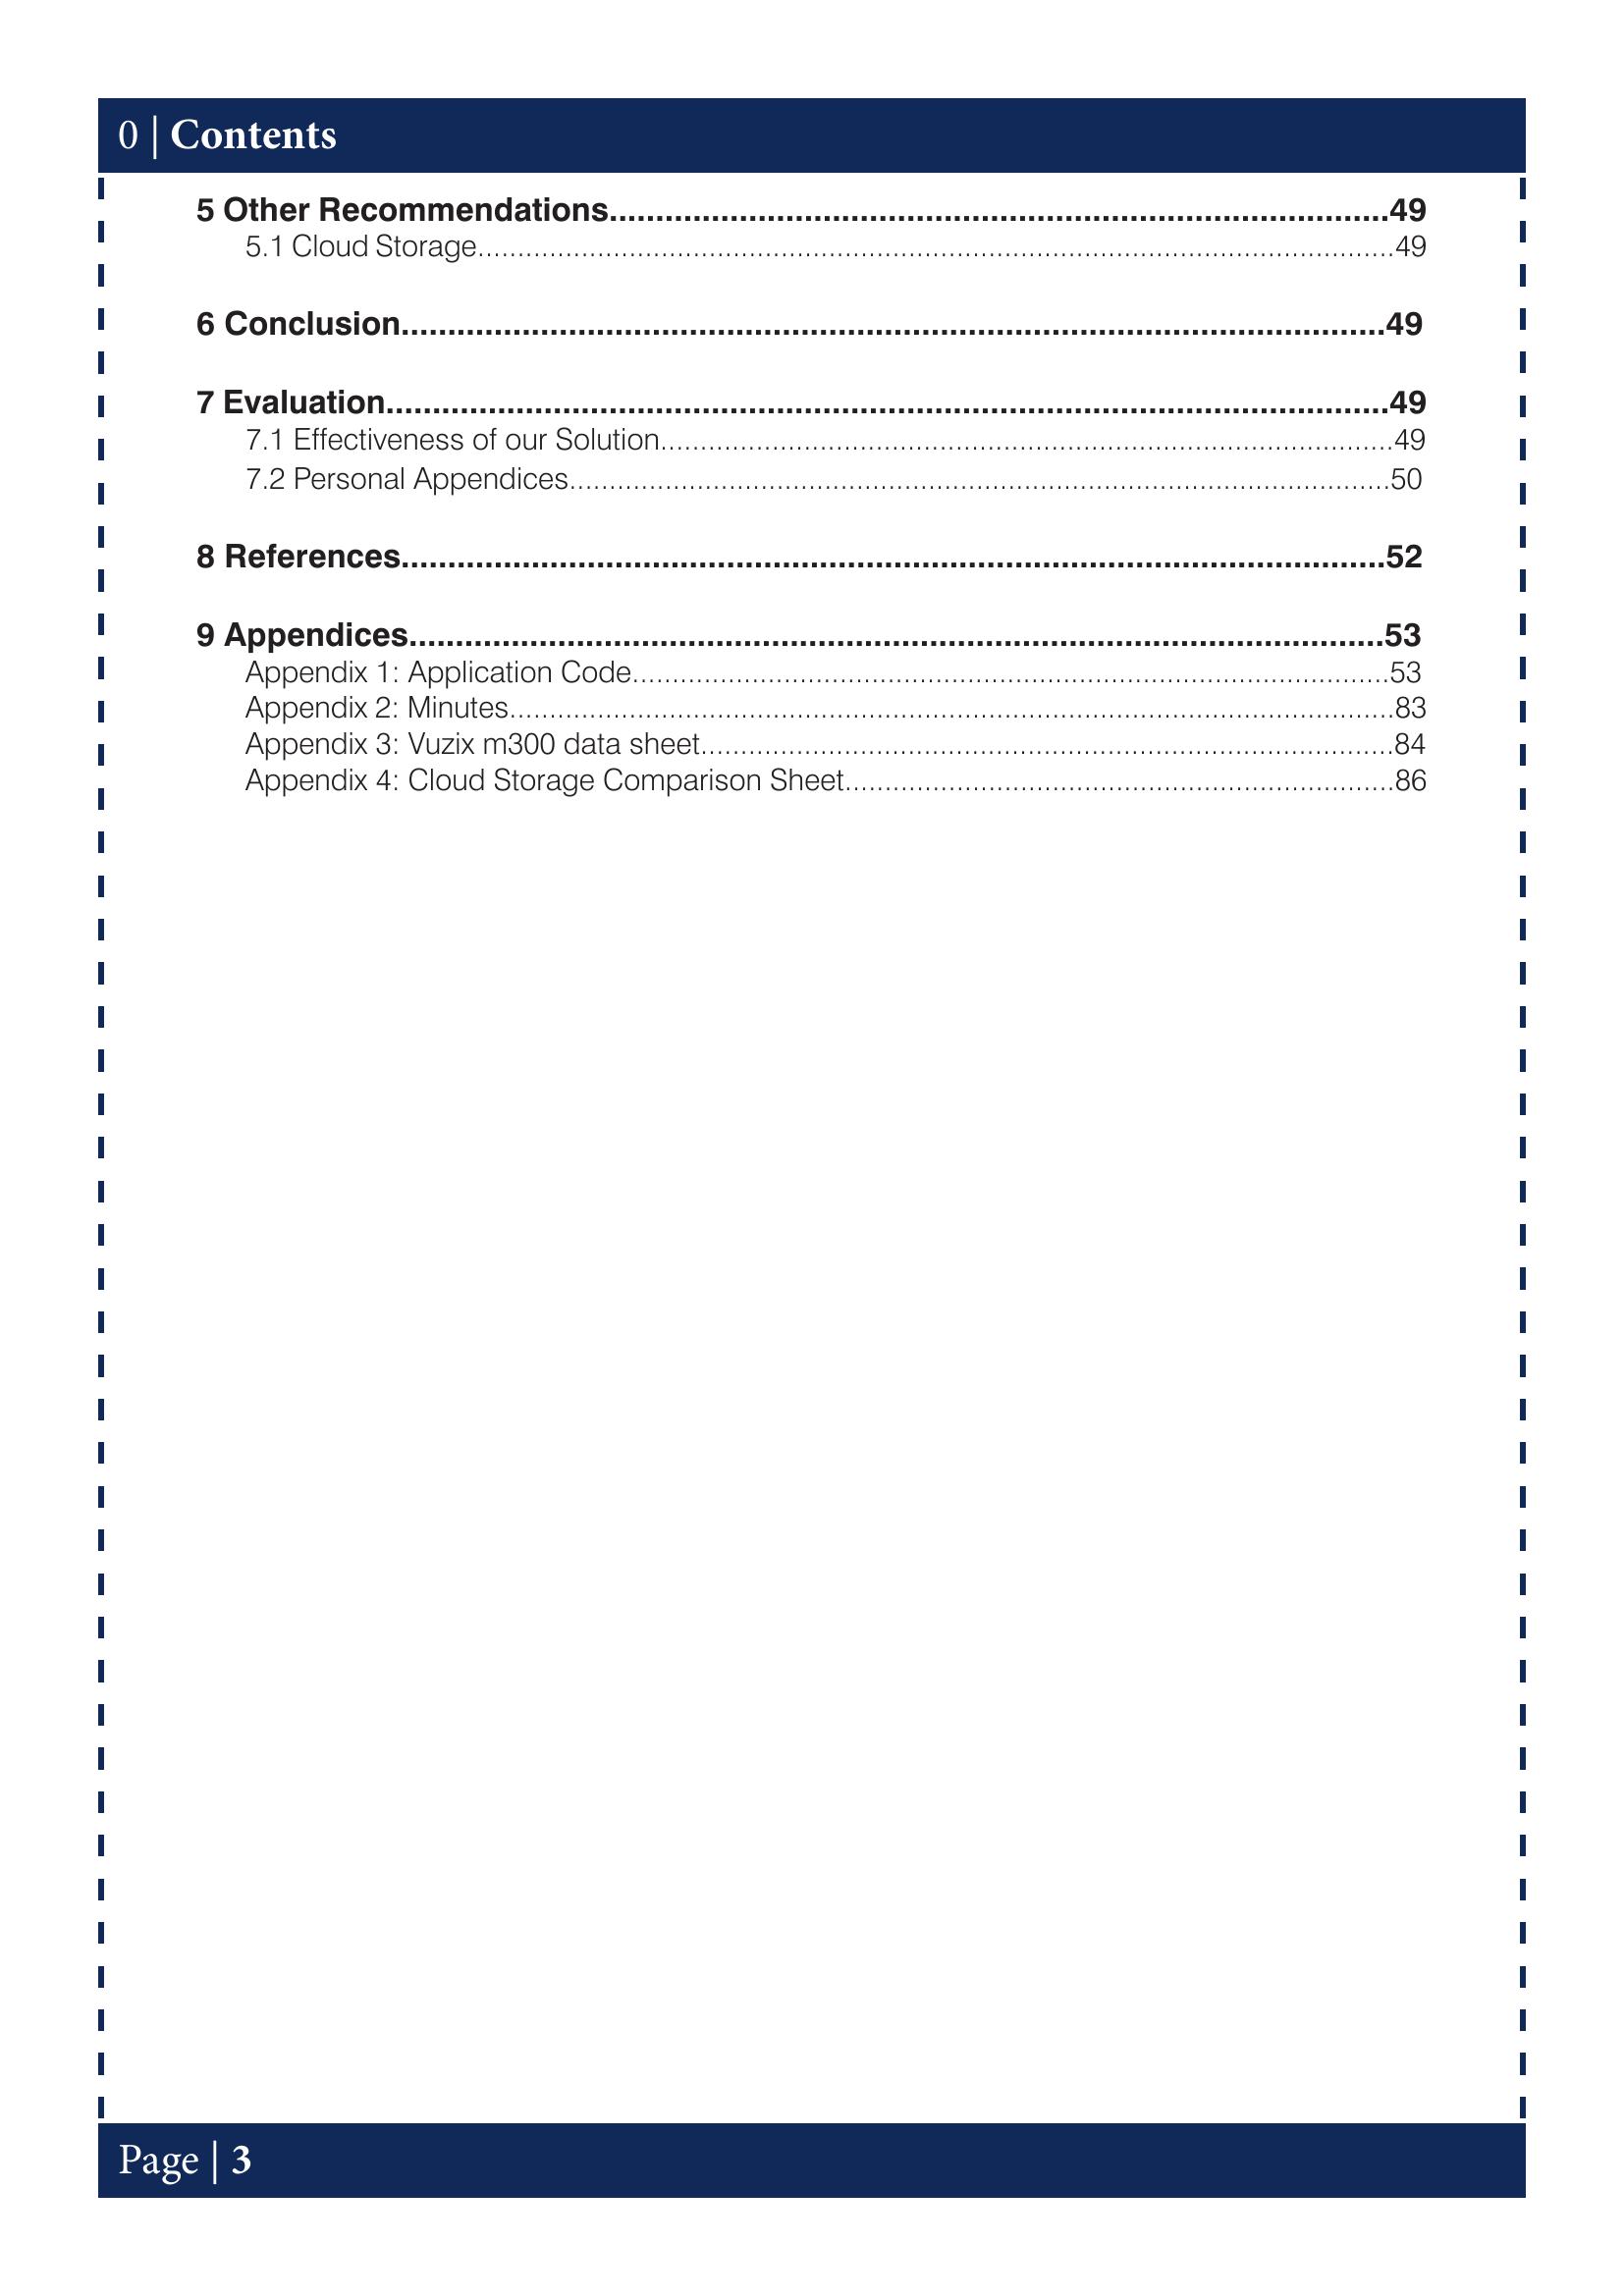 0 | Contents
5 Other Recommendations....................................................................................49
5.1 Cloud Storage..................................................................................................................49
6 Conclusion..........................................................................................................49
7 Evaluation............................................................................................................49
7.1 Effectiveness of our Solution...........................................................................................49
7.2 Personal Appendices......................................................................................................50
8 References..........................................................................................................52
9 Appendices.........................................................................................................53
Appendix 1: Application Code..............................................................................................53
Appendix 2: Minutes..............................................................................................................83
Appendix 3: Vuzix m300 data sheet......................................................................................84
Appendix 4: Cloud Storage Comparison Sheet....................................................................86
Page | 3